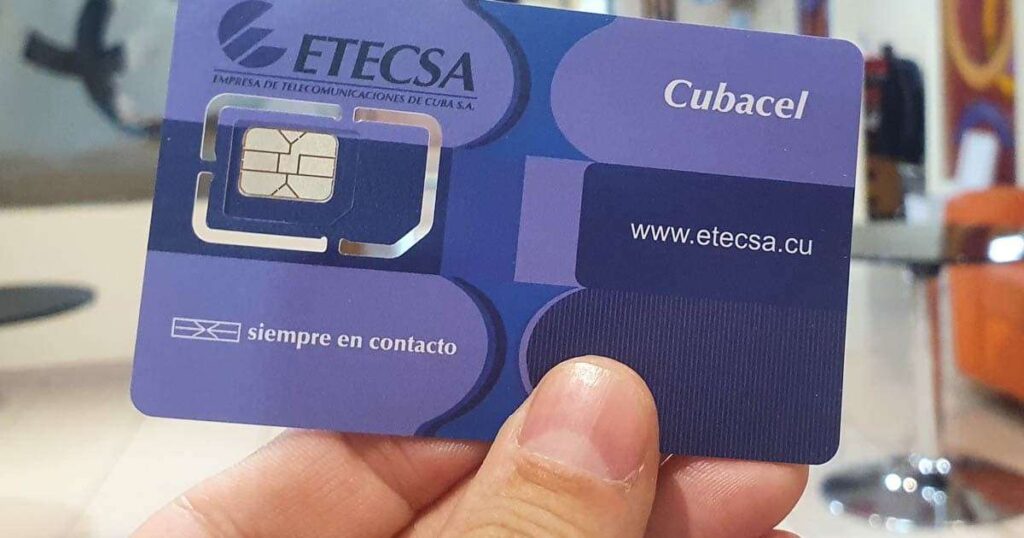 ETECSA
EMPRESA DE TELECOMUNICACIONES DE CUBA S.A.
Cubacel
www.etecsa.cu
siempre en contacto